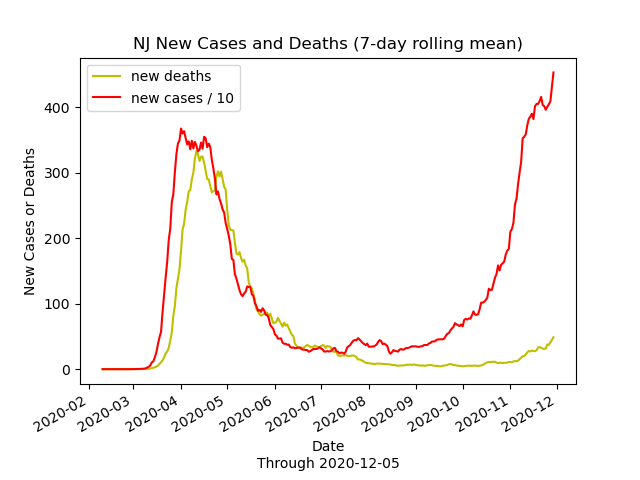 NJ New Cases and Deaths (7-day rolling mean)
new deaths
new cases / 10
New Cases or Deaths
400
300
200
100
0
2020-02
2020-03
2020-04
2020-05
2020-06
2020-07
2020-08
2020-09
2020-10
2020-11
2020-12
Date
Through 2020-12-05